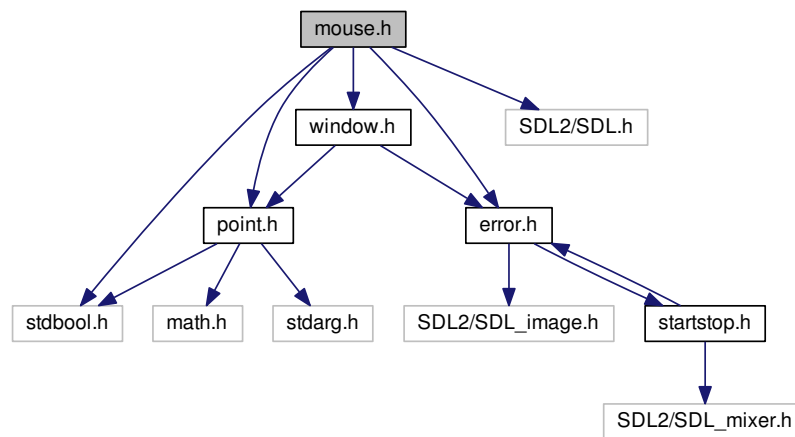 mouse.h
window.h
SDL2/SDL.h
point.h
error.h
stdbool.h
math.h
stdarg.h
SDL2/SDL_image.h
startstop.h
SDL2/SDL_mixer.h